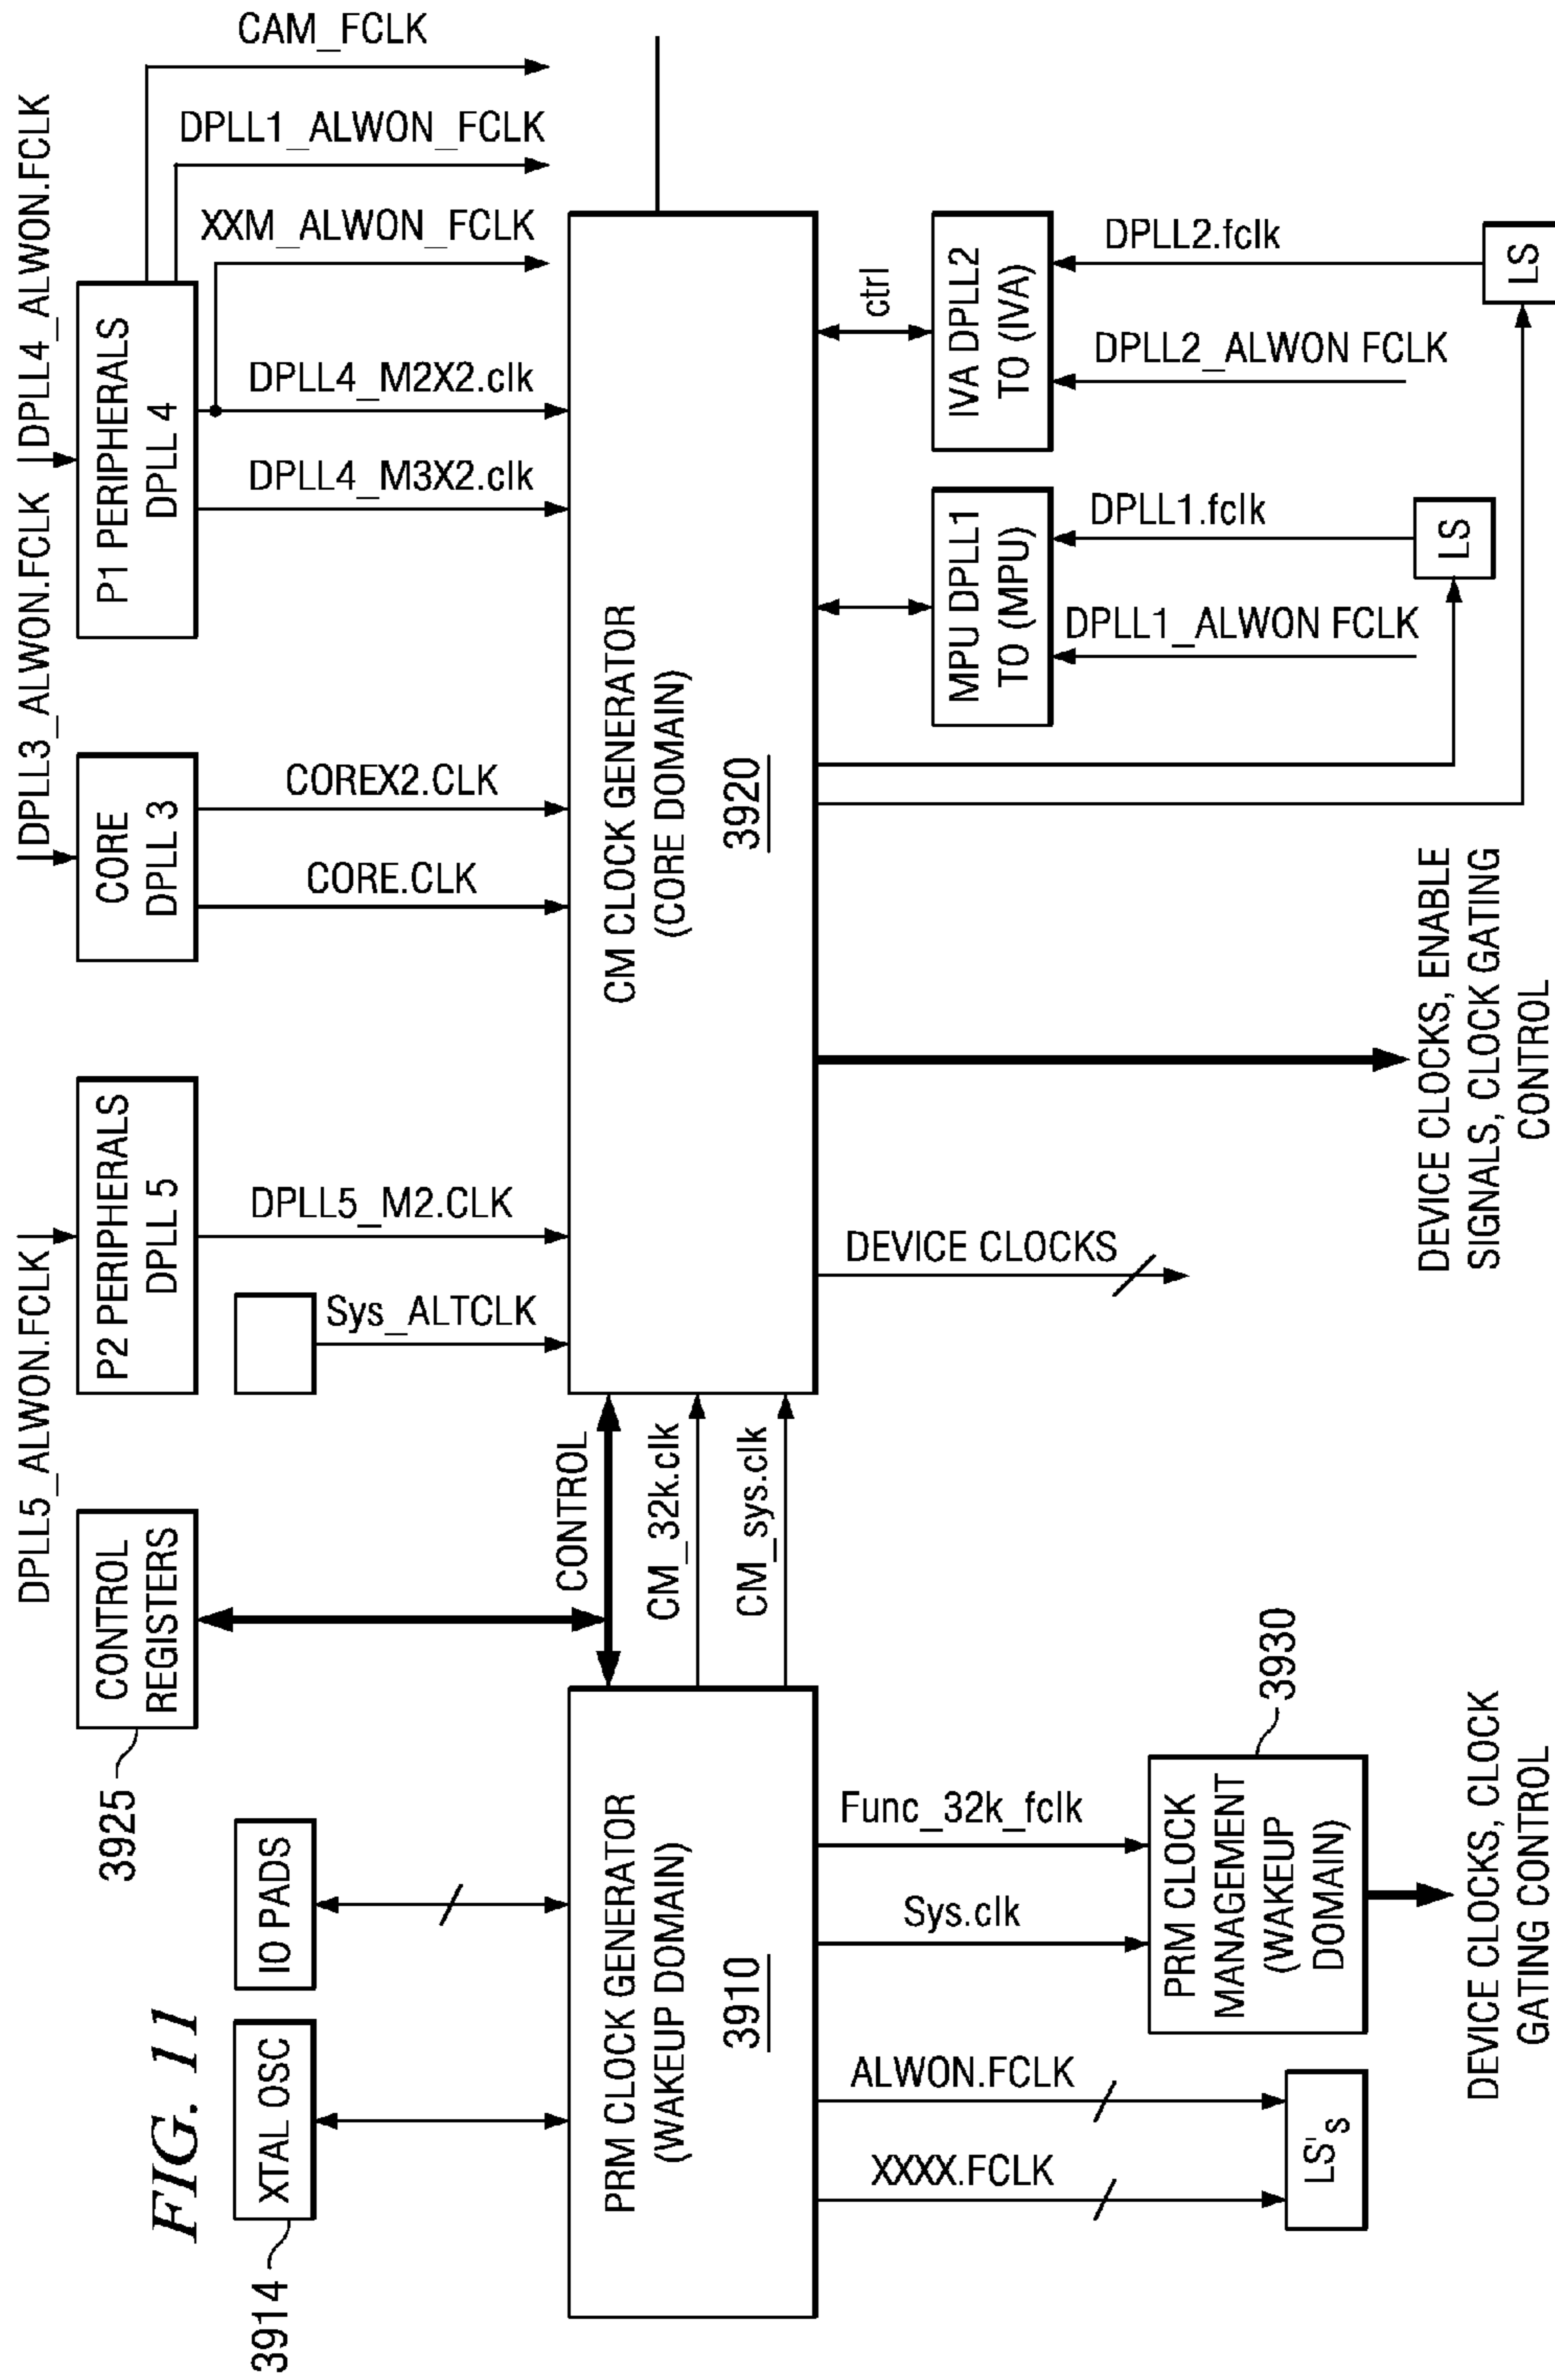 FIG. 11
3914
XTAL OSC
IO PADS
3925
CONTROL
REGISTERS
DPLL5_ALWON.FCLK
P2 PERIPHERALS
DPLL 5
DPLL3_ALWON.FCLK
CORE
DPLL 3
DPLL4_ALWON.FCLK
P1 PERIPHERALS
DPLL 4
CAM_FCLK
DPLL1_ALWON_FCLK
XXM_ALWON_FCLK
Sys_ALTCLK
DPLL5_M2.CLK
CORE.CLK
COREX2.CLK
DPLL4_M3X2.clk
DPLL4_M2X2.clk
PRM CLOCK GENERATOR
(WAKEUP DOMAIN)
3910
CONTROL
CM_32k.clk
CM_sys.clk
CM CLOCK GENERATOR
(CORE DOMAIN)
3920
XXXX.FCLK
ALWON.FCLK
Sys.clk
Func_32k_fclk
LS's
PRM CLOCK
MANAGEMENT
(WAKEUP
DOMAIN)
3930
DEVICE CLOCKS, CLOCK
GATING CONTROL
DEVICE CLOCKS
DEVICE CLOCKS, ENABLE
SIGNALS, CLOCK GATING
CONTROL
MPU DPLL1
TO (MPU)
DPLL1_ALWON FCLK
DPLL1.fclk
LS
ctrl
IVA DPLL2
TO (IVA)
DPLL2_ALWON FCLK
DPLL2.fclk
LS